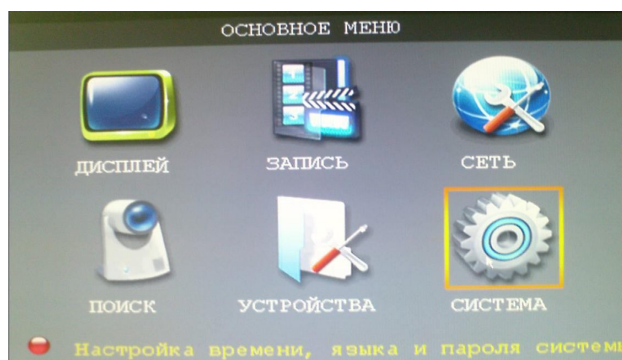 ОСНОВНОЕ МЕНЮ
ДИСПЛЕЙ ЗАПИСЬ СЕТЬ
ПОИСК УСТРОЙСТВА СИСТЕМА
Настройка времени, языка и пароля систем